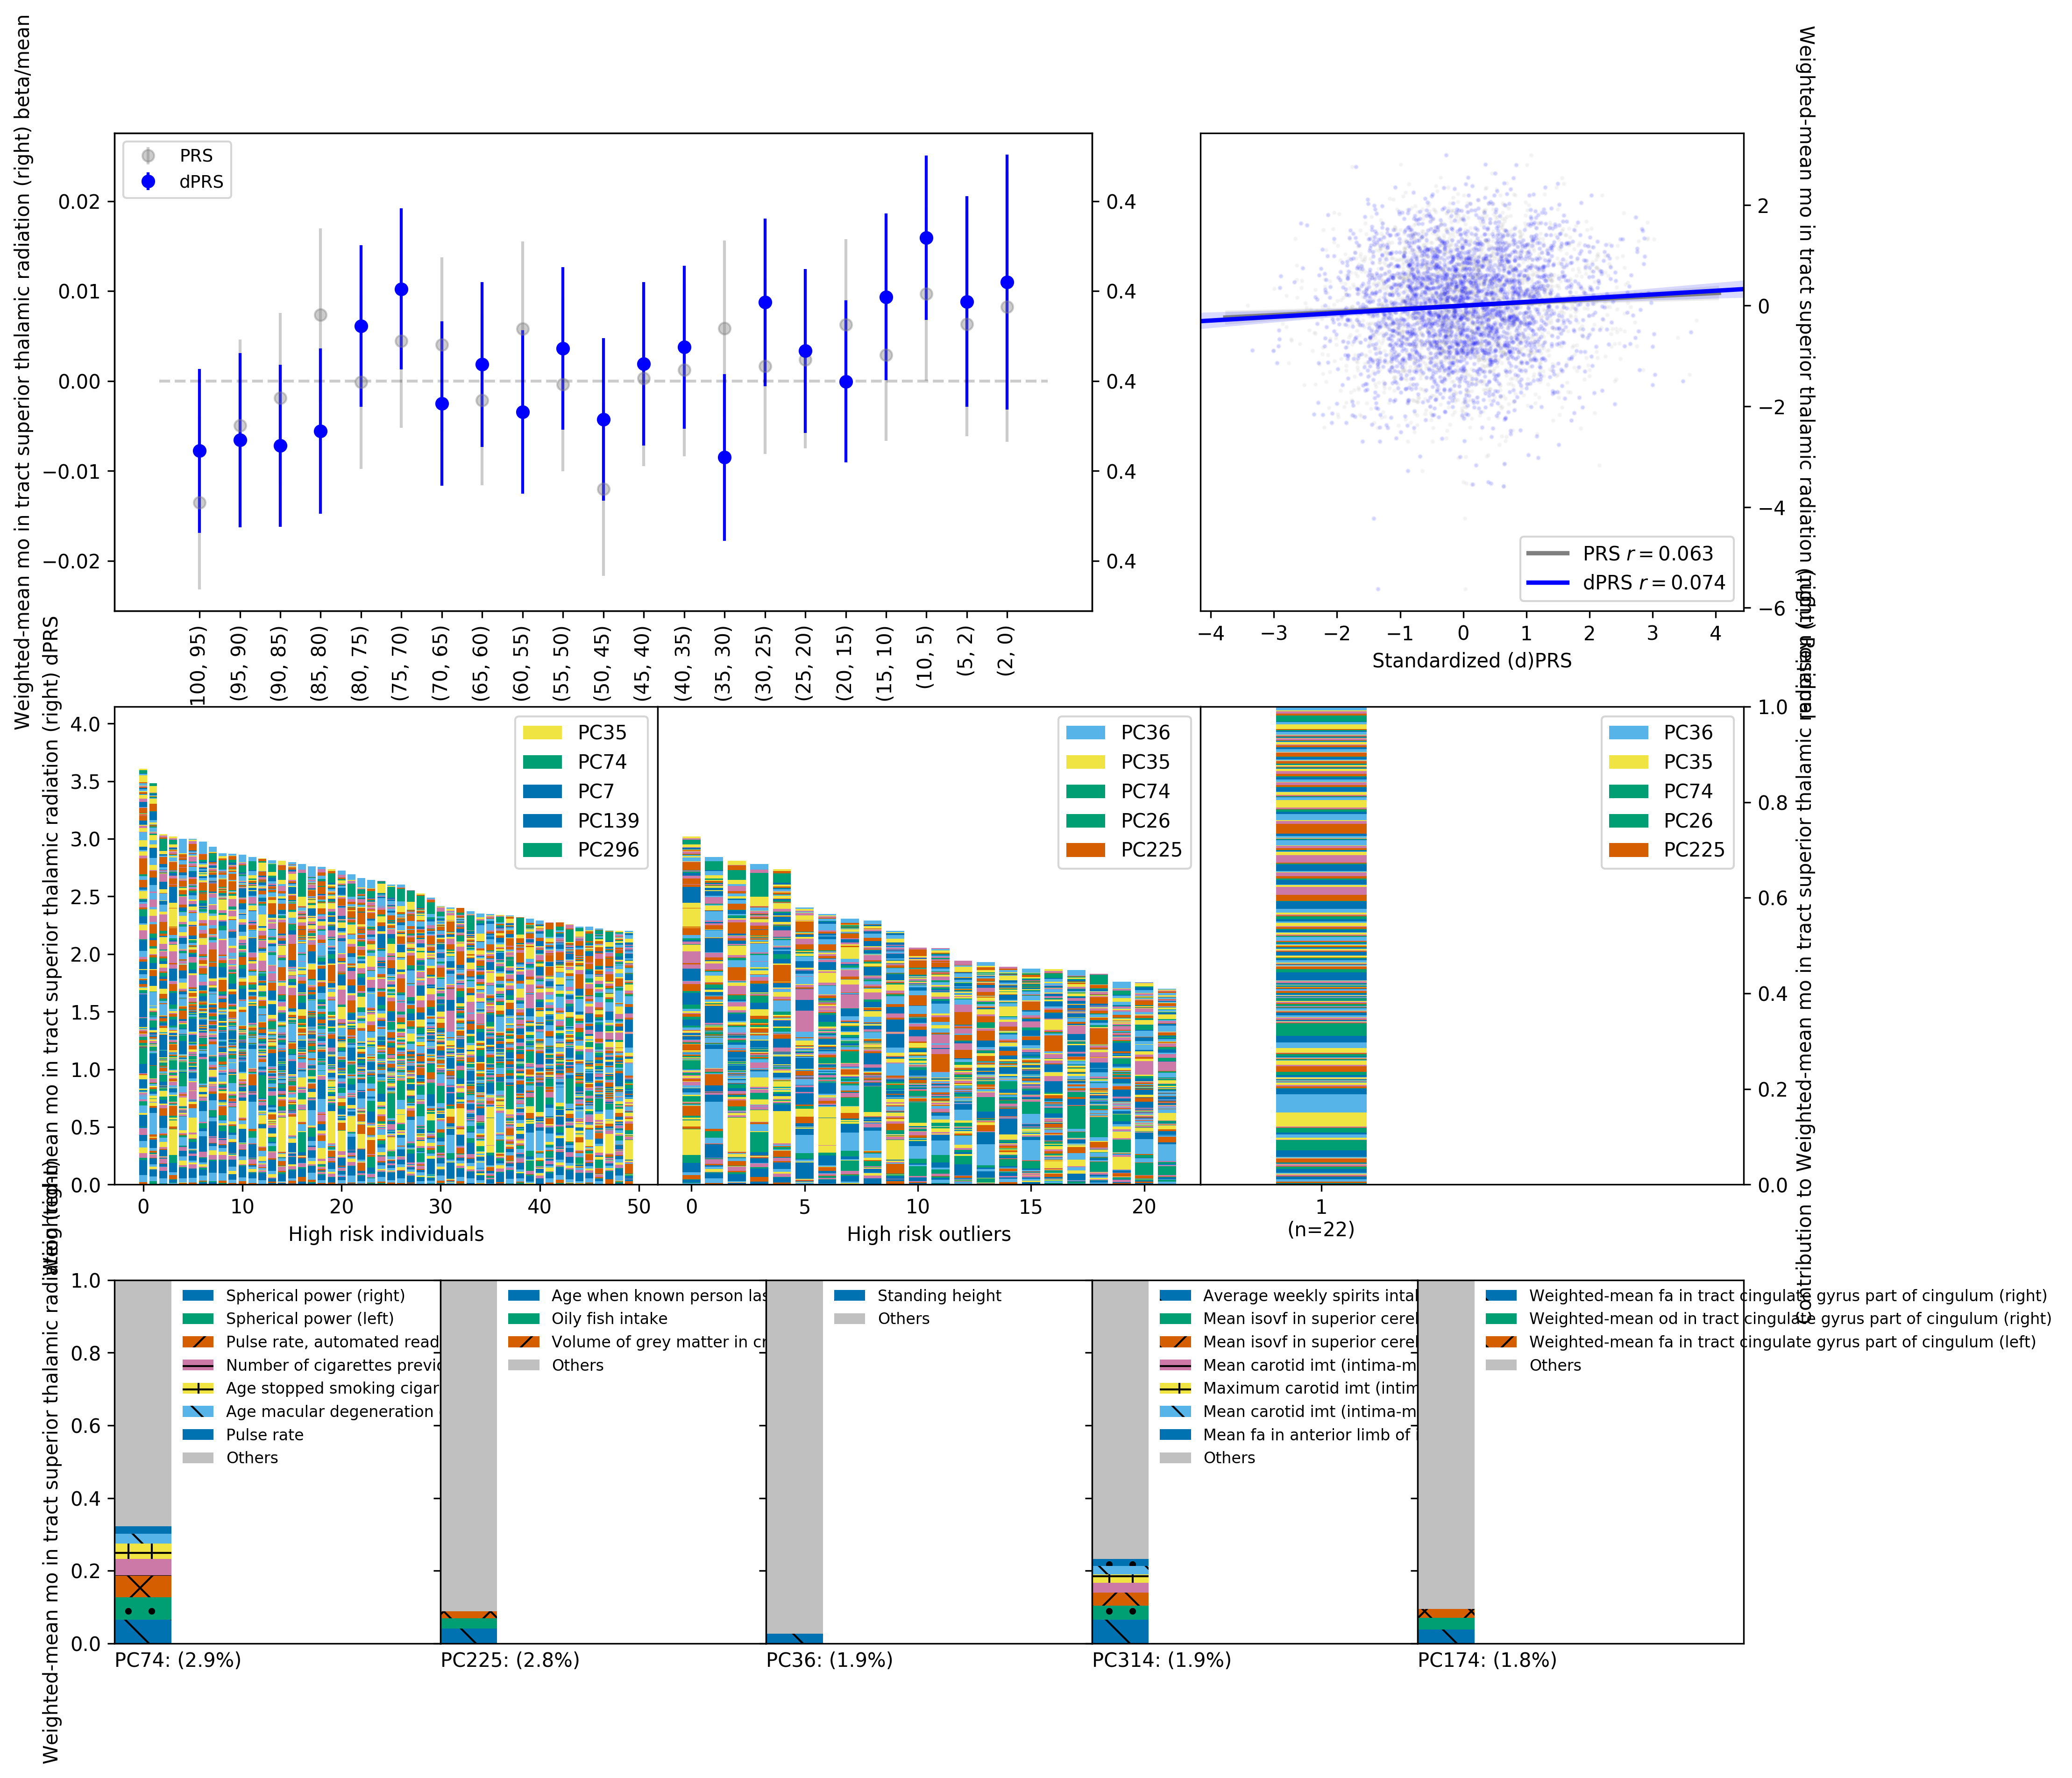 Weighted-mean mo in tract superior thalamic radiation (right) beta/mean
PRS
dPRS
0.02
0.01
0.00
−0.01
−0.02
0.4
0.4
0.4
0.4
0.4
100, 95)
(95, 90)
(90, 85)
(85, 80)
(80, 75)
(75, 70)
(70, 65)
(65, 60)
(60, 55)
(55, 50)
(50, 45)
(45, 40)
(40, 35)
(35, 30)
(30, 25)
(25, 20)
(20, 15)
(15, 10)
(10, 5)
(5, 2)
(2, 0)
PRS r = 0.063
dPRS r = 0.074
2
0
−2
−4
−6
−4
−3
−2
−1
0
1
2
3
4
Standardized (d)PRS
Weighted-mean mo in tract superior thalamic radiation (right) residual
Weighted-mean mo in tract superior thalamic radiation (right) dPRS
4.0
3.5
3.0
2.5
2.0
1.5
1.0
0.5
0.0
PC35
PC74
PC7
PC139
PC296
0
10
20
30
40
50
High risk individuals
PC36
PC35
PC74
PC26
PC225
0
5
10
15
20
High risk outliers
PC36
PC35
PC74
PC26
PC225
1
(n=22)
1.0
0.8
0.6
0.4
0.2
0.0
Contribution to Weighted-mean mo in tract superior thalamic
Weighted-mean mo in tract superior thalamic radiation (right)
1.0
0.8
0.6
0.4
0.2
0.0
Spherical power (right)
Spherical power (left)
Pulse rate, automated read
Number of cigarettes previo
Age stopped smoking cigar
Age macular degeneration
Pulse rate
Others
PC74: (2.9%)
Age when known person las
Oily fish intake
Volume of grey matter in cr
Others
PC225: (2.8%)
Standing height
Others
PC36: (1.9%)
Average weekly spirits intak
Mean isovf in superior cerel
Mean isovf in superior cerel
Mean carotid imt (intima-m
Maximum carotid imt (intim
Mean carotid imt (intima-m
Mean fa in anterior limb of i
Others
PC314: (1.9%)
Weighted-mean fa in tract cingulate gyrus part of cingulum (right)
Weighted-mean od in tract cingulate gyrus part of cingulum (right)
Weighted-mean fa in tract cingulate gyrus part of cingulum (left)
Others
PC174: (1.8%)